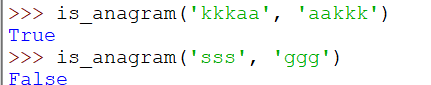 >>> is_anagram('kkkaa', 'aakkk')
True
>>> is_anagram('sss', 'ggg')
False